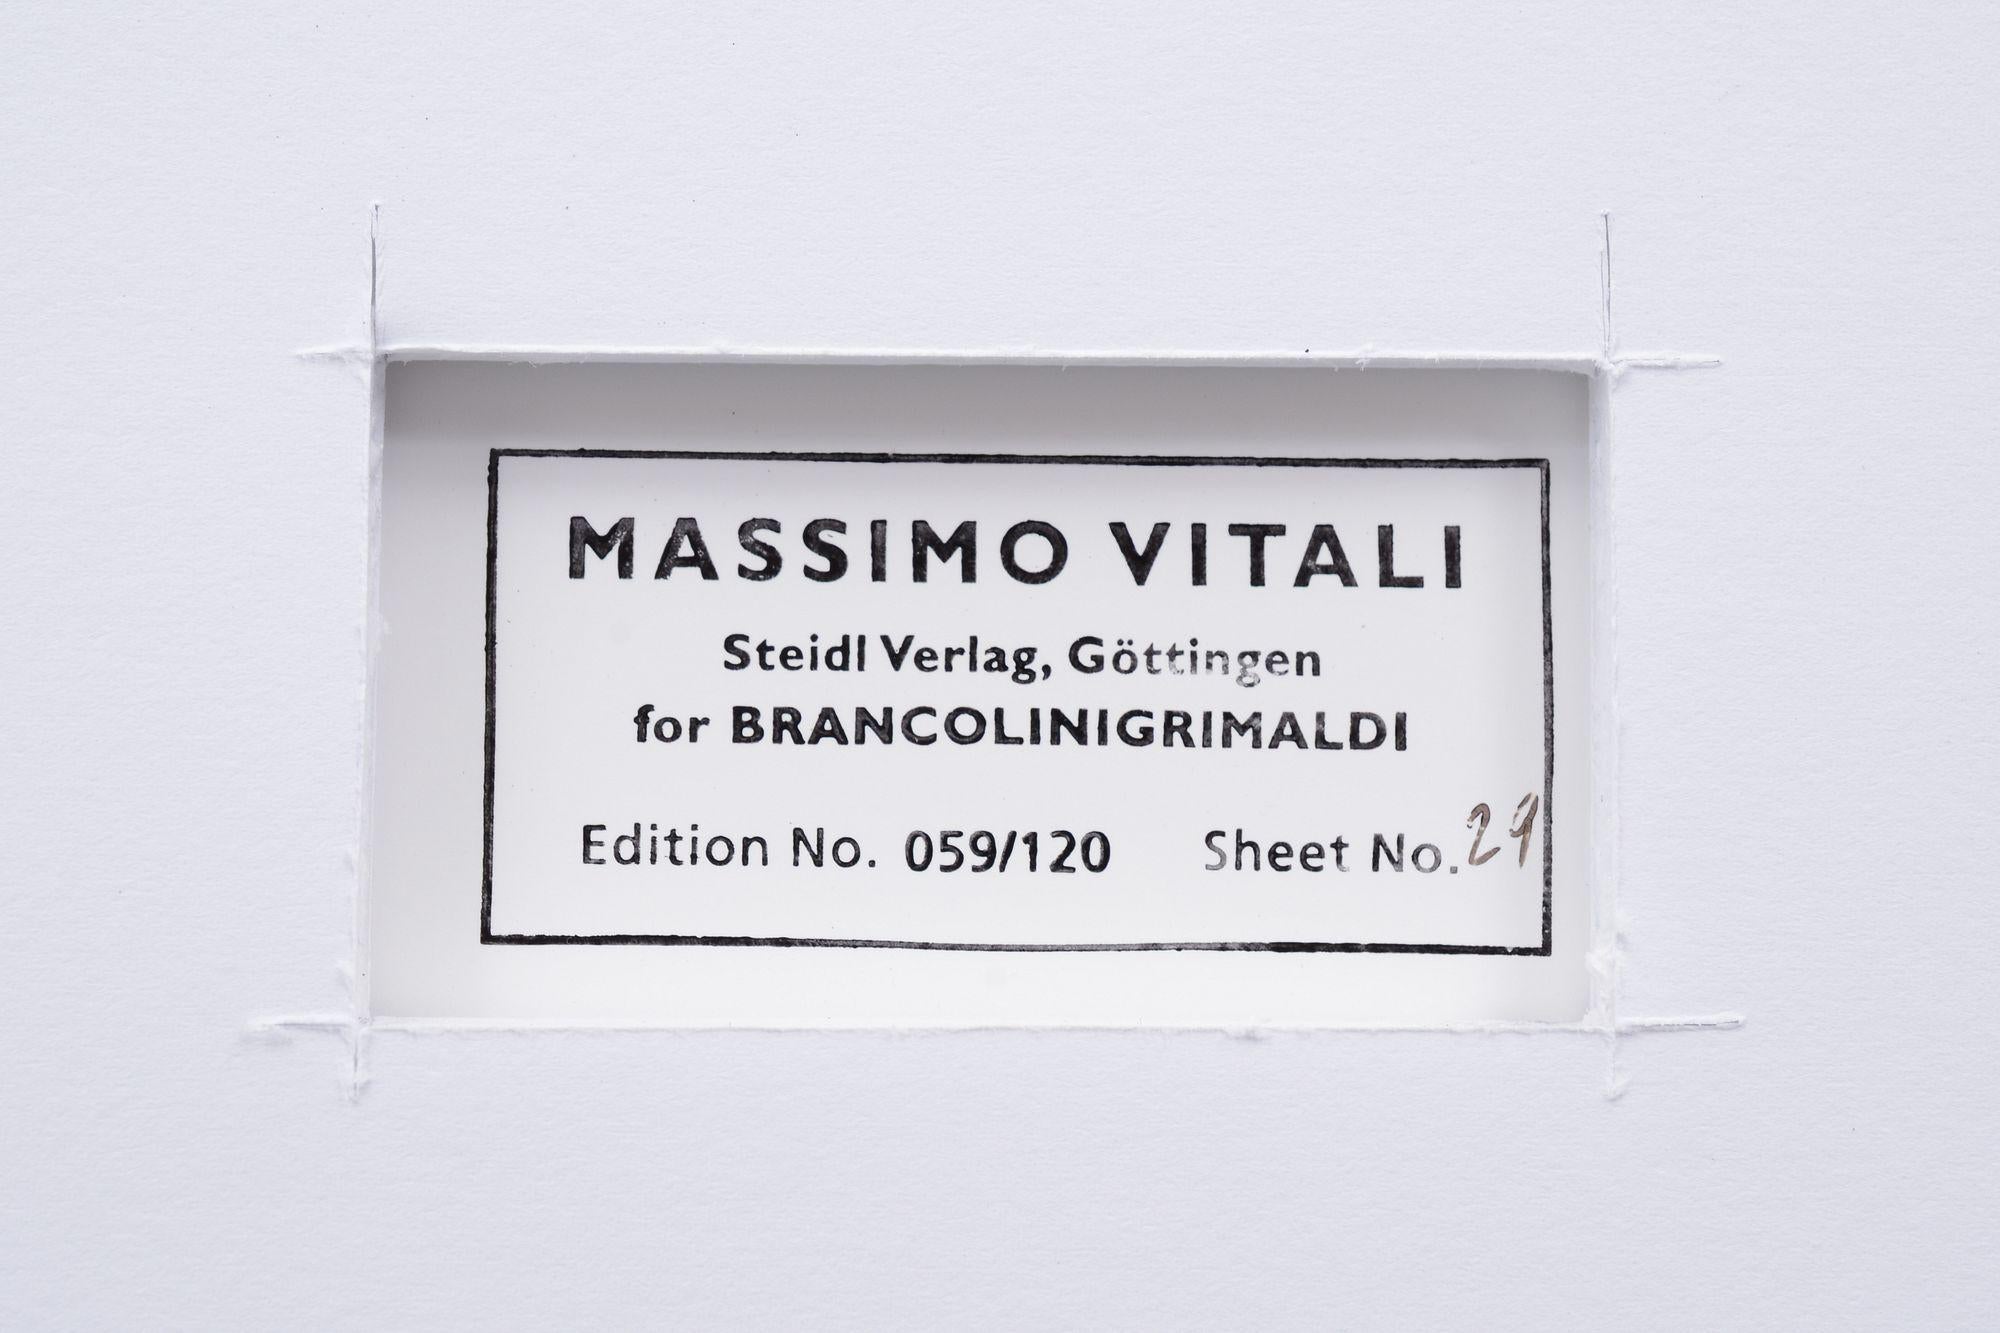 MASSIMO VITALI
Steidl Verlag, Göttingen
for BRANCOLINIGRIMALDI
Edition No. 059/120 Sheet No. 29